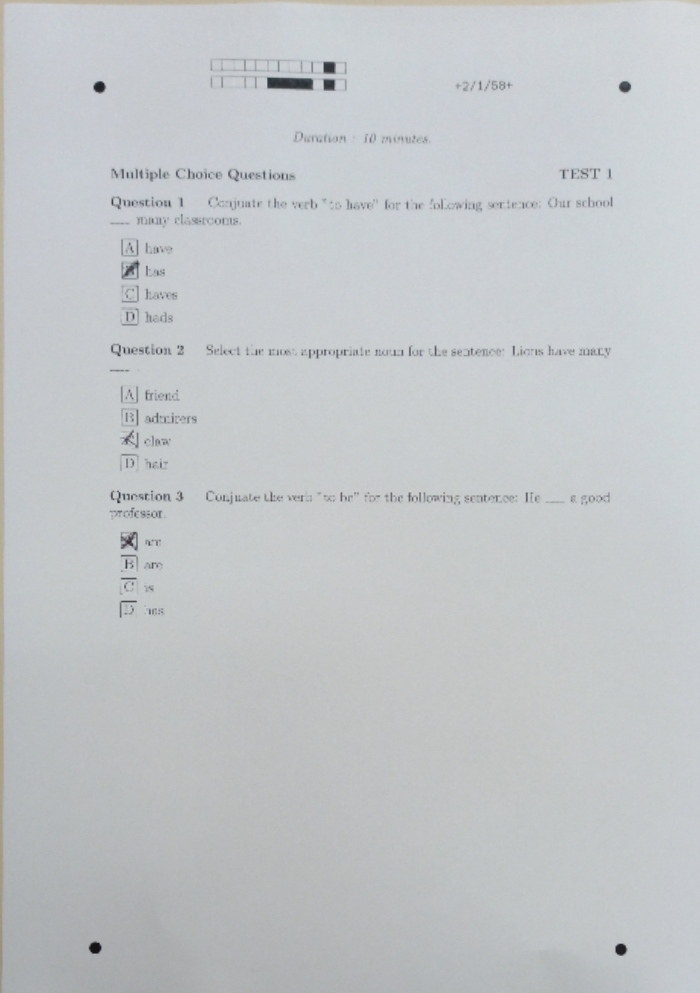 +2/1/58+
Duration : 10 minutes.
Multiple Choice Questions TEST 1
Question 1 Conjuate the verb "to have" for the following sentence: Our school
___ many classrooms.
A have
has
C haves
D hads
Question 2 Select the most appropriate noun for the sentence: Lions have many
___ .
A friend
B admirers
claw
D hair
Question 3 Conjuate the verb "to be" for the following sentence: He ___ a good
professor.
am
B are
C is
D has